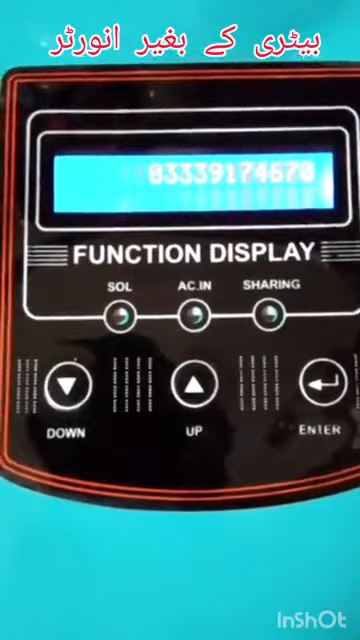 بیٹری کے بغیر انورٹر
03339174670
FUNCTION DISPLAY
SOL AC.IN SHARING
DOWN UP ENTER
InShOt